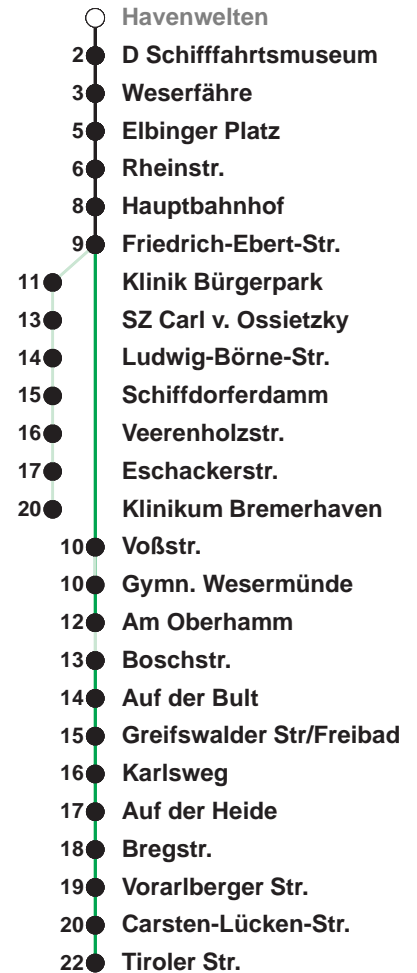 Havenwelten
2 D Schifffahrtsmuseum
3 Weserfähre
5 Elbinger Platz
6 Rheinstr.
8 Hauptbahnhof
9 Friedrich-Ebert-Str.
11 Klinik Bürgerpark
13 SZ Carl v. Ossietzky
14 Ludwig-Börne-Str.
15 Schiffdorferdamm
16 Veerenholzstr.
17 Eschackerstr.
20 Klinikum Bremerhaven
10 Voßstr.
10 Gymn. Wesermünde
12 Am Oberhamm
13 Boschstr.
14 Auf der Bult
15 Greifswalder Str/Freibad
16 Karlsweg
17 Auf der Heide
18 Bregstr.
19 Vorarlberger Str.
20 Carsten-Lücken-Str.
22 Tiroler Str.